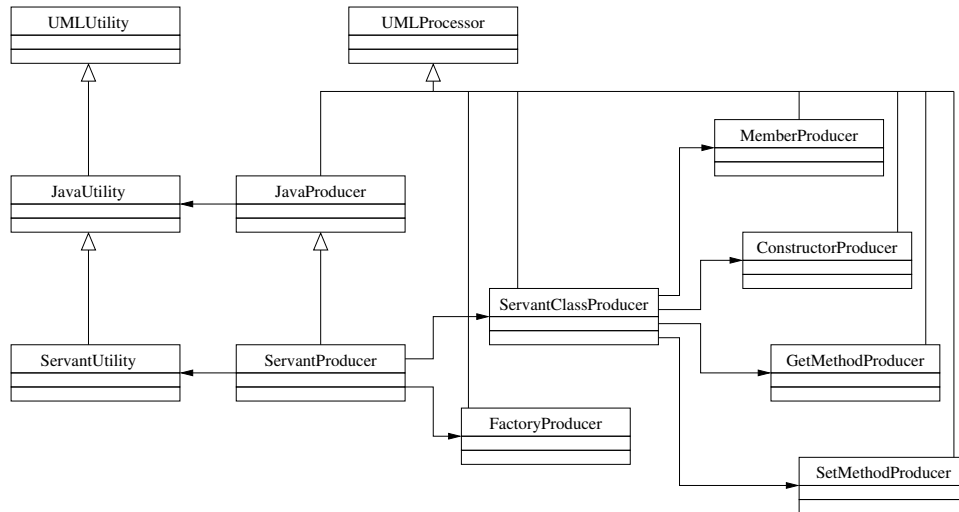 UMLUtility
UMLProcessor
MemberProducer
JavaUtility
JavaProducer
ConstructorProducer
ServantClassProducer
ServantUtility
ServantProducer
GetMethodProducer
FactoryProducer
SetMethodProducer